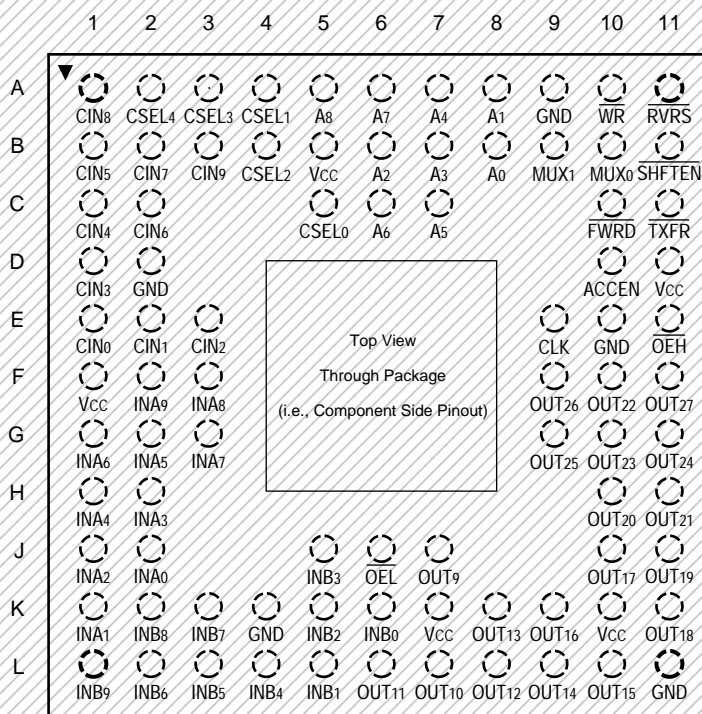 1 2 3 4 5 6 7 8 9 10 11
A
CIN8 CSEL4 CSEL3 CSEL1 A8 A7 A4 A1 GND WR RVRS
B
CIN5 CIN7 CIN9 CSEL2 VCC A2 A3 A0 MUX1 MUX0 SHFTEN
C
CIN4 CIN6 CSEL0 A6 A5 FWRD TXFR
D
CIN3 GND ACCEN VCC
E
CIN0 CIN1 CIN2 CLK GND OEH
Top View
Through Package
(i.e., Component Side Pinout)
F
VCC INA9 INA8 OUT26 OUT22 OUT27
G
INA6 INA5 INA7 OUT25 OUT23 OUT24
H
INA4 INA3 OUT20 OUT21
J
INA2 INA0 INB3 OEL OUT9 OUT17 OUT19
K
INA1 INB8 INB7 GND INB2 INB0 VCC OUT13 OUT16 VCC OUT18
L
INB9 INB6 INB5 INB4 INB1 OUT11 OUT10 OUT12 OUT14 OUT15 GND